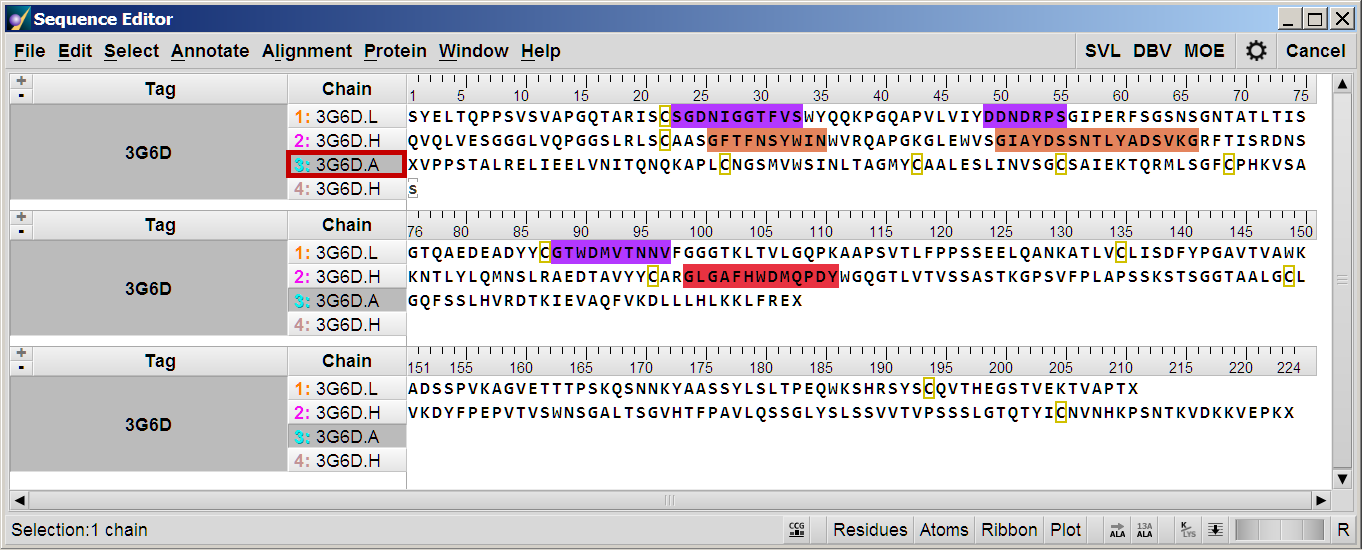 Sequence Editor
File Edit Select Annotate Alignment Protein Window Help SVL DBV MOE Cancel
+ - Tag Chain 1 5 10 15 20 25 30 35 40 45 50 55 60 65 70 75
1: 3G6D.L SYELTQPPSVSVAPGQTARISCSGDNIGGTFVSWYQQKPGQAPVLVIYDDNDRPSGIPERFSGSNSGNTATLTIS
2: 3G6D.H QVQLVESGGGLVQPGGSLRLSCAASGFTFNSYWINWVRQAPGKGLEWVSGIAYDSSNTLYADSVKGRFTISRDNS
3G6D
3: 3G6D.A XVPPSTALRELIEELVNITQNQKAPLCNGSMVWSINLTAGMYCAALESLINVSGCSAIEKTQRMLSGFCPHKVSA
4: 3G6D.H s
+ - Tag Chain 76 80 85 90 95 100 105 110 115 120 125 130 135 140 145 150
1: 3G6D.L GTQAEDEADYYCGTWDMVTNNVFGGGTKLTVLGQPKAAPSVTLFPPSSEELQANKATLVCLISDFYPGAVTVAWK
2: 3G6D.H KNTLYLQMNSLRAEDTAVYYCARGLGAFHWDMQPDYWGQGTLVTVSSASTKGPSVFPLAPSSKSTSGGTAALGCL
3G6D
3: 3G6D.A GQFSSLHVRDTKIEVAQFVKDLLLHLKKLFREX
4: 3G6D.H
+ - Tag Chain 151 155 160 165 170 175 180 185 190 195 200 205 210 215 220 224
1: 3G6D.L ADSSPVKAGVETTTPSKQSNNKYAASSYLSLTPEQWKSHRSYSCQVTHEGSTVEKTVAPTX
2: 3G6D.H VKDYFPEPVTVSWNSGALTSGVHTFPAVLQSSGLYSLSSVVTVPSSSLGTQTYICNVNHKPSNTKVDKKVEPKX
3G6D
3: 3G6D.A
4: 3G6D.H
Selection:1 chain CCG Residues Atoms Ribbon Plot ALA 13A ALA K LYS R